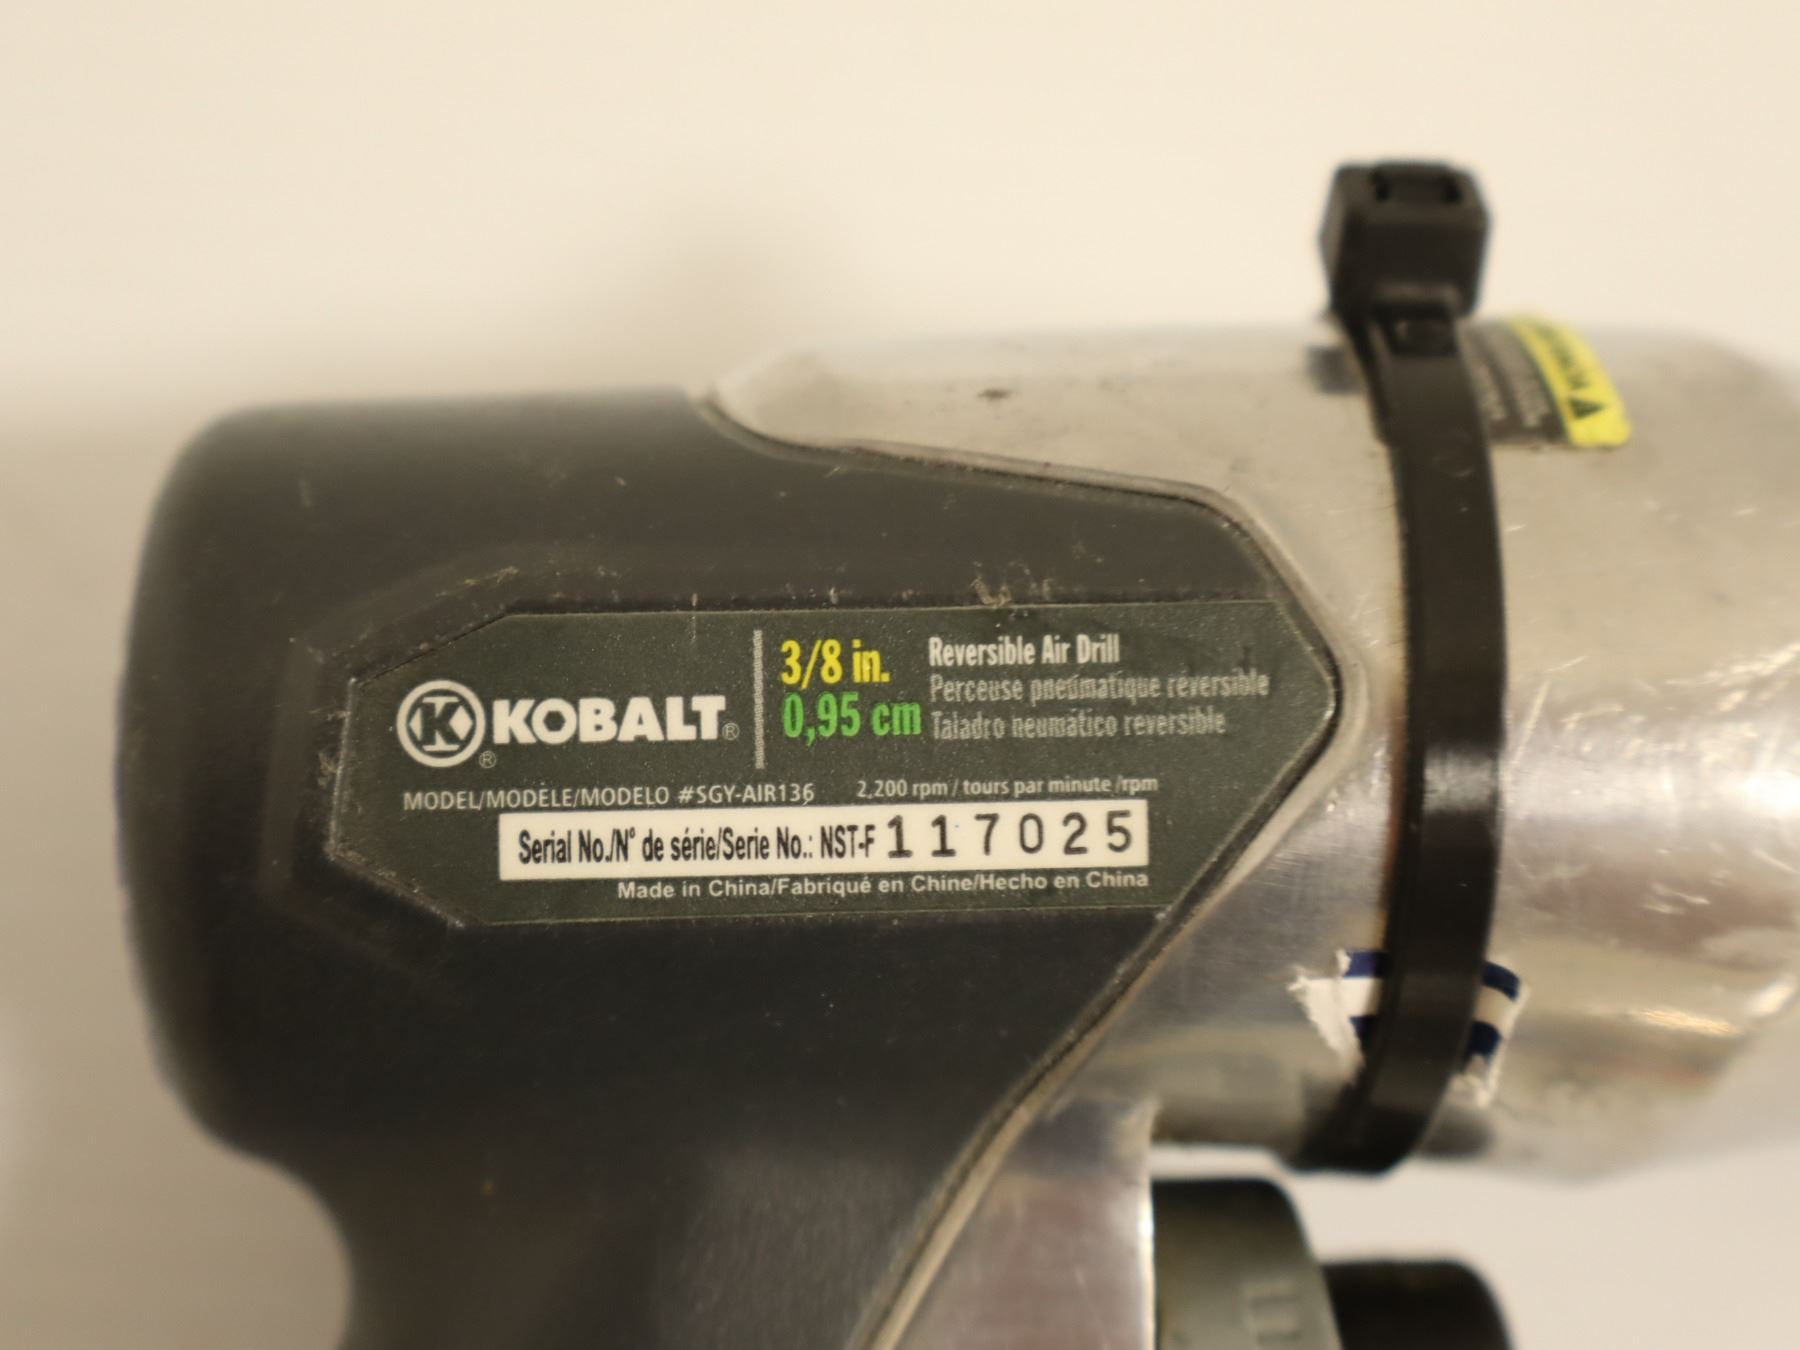 KOBALT®
®
3/8 in.
0,95 cm
Reversible Air Drill
Perceuse pneumatique reversible
Taladro neumático reversible
MODEL/MODÈLE/MODELO #SGY-AIR136
2,200 rpm / tours par minute /rpm
Serial No./N° de série/Serie No.: NST-F 117025
Made in China/Fabriqué en Chine/Hecho en China